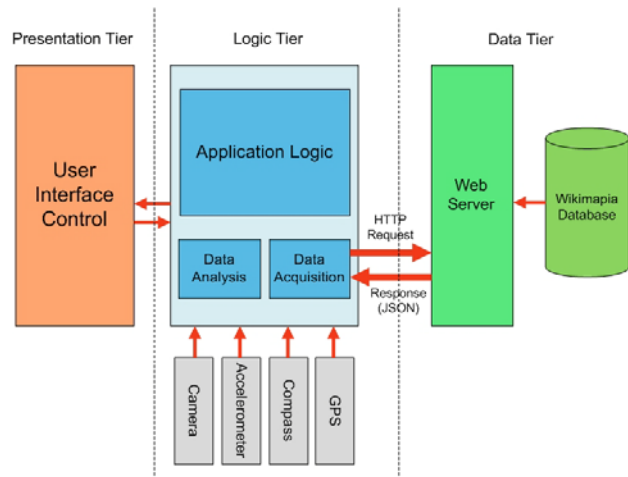 Presentation Tier
Logic Tier
Data Tier
User
Interface
Control
Application Logic
Data
Analysis
Data
Acquisition
HTTP
Request
Response
(JSON)
Web
Server
Wikimapia
Database
Camera
Accelerometer
Compass
GPS